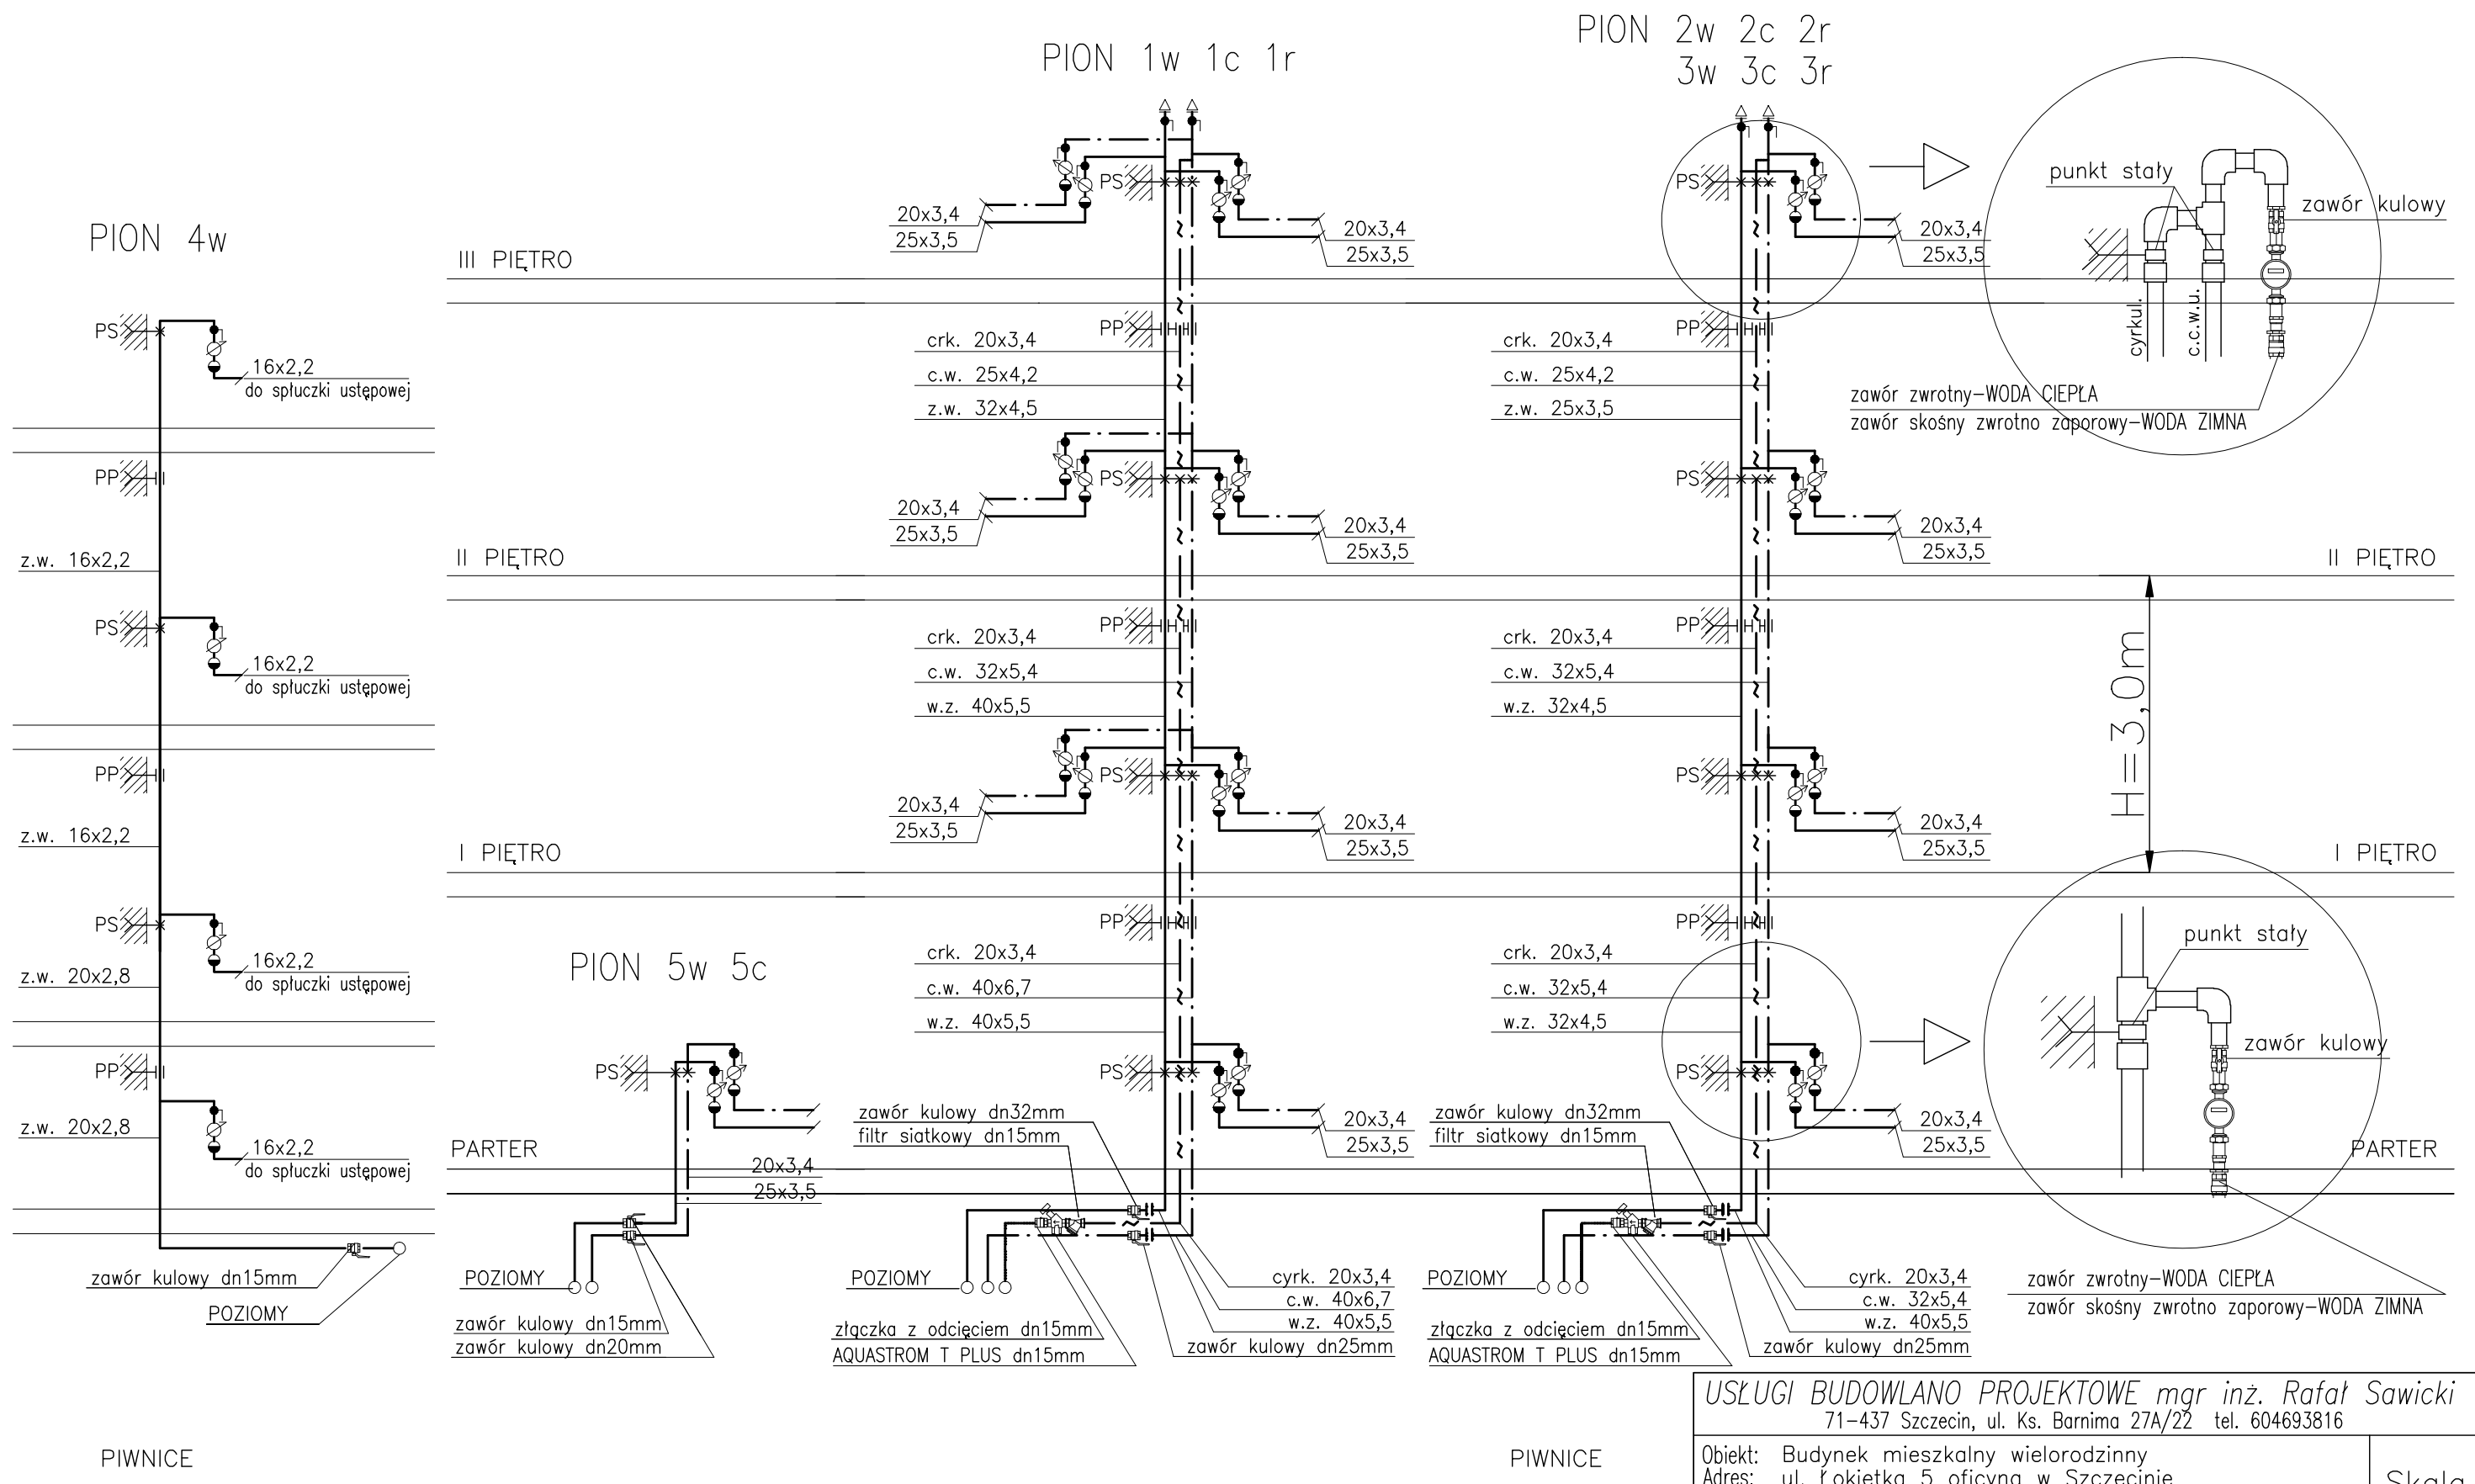 PION 4w
PS
16x2,2
do spłuczki ustępowej
PP
z.w. 16x2,2
PS
16x2,2
do spłuczki ustępowej
PP
z.w. 16x2,2
PS
16x2,2
do spłuczki ustępowej
z.w. 20x2,8
PP
z.w. 20x2,8
16x2,2
do spłuczki ustępowej
zawór kulowy dn15mm
POZIOMY
PIWNICE
III PIĘTRO
II PIĘTRO
I PIĘTRO
PARTER
PION 5w 5c
PS
20x3,4
25x3,5
POZIOMY
zawór kulowy dn15mm
zawór kulowy dn20mm
PION 1w 1c 1r
PS
20x3,4
25x3,5
20x3,4
25x3,5
PP
crk. 20x3,4
c.w. 25x4,2
z.w. 32x4,5
PS
20x3,4
25x3,5
20x3,4
25x3,5
PP
crk. 20x3,4
c.w. 32x5,4
w.z. 40x5,5
PS
20x3,4
25x3,5
20x3,4
25x3,5
PP
crk. 20x3,4
c.w. 40x6,7
w.z. 40x5,5
PS
zawór kulowy dn32mm
filtr siatkowy dn15mm
20x3,4
25x3,5
POZIOMY
cyrk. 20x3,4
c.w. 40x6,7
w.z. 40x5,5
zawór kulowy dn25mm
złączka z odcięciem dn15mm
AQUASTROM T PLUS dn15mm
PION 2w 2c 2r
3w 3c 3r
PS
20x3,4
25x3,5
PP
crk. 20x3,4
c.w. 25x4,2
z.w. 25x3,5
PS
20x3,4
25x3,5
PP
crk. 20x3,4
c.w. 32x5,4
w.z. 32x4,5
PS
20x3,4
25x3,5
PP
crk. 20x3,4
c.w. 32x5,4
w.z. 32x4,5
PS
zawór kulowy dn32mm
filtr siatkowy dn15mm
20x3,4
25x3,5
POZIOMY
cyrk. 20x3,4
c.w. 32x5,4
w.z. 40x5,5
zawór kulowy dn25mm
złączka z odcięciem dn15mm
AQUASTROM T PLUS dn15mm
PIWNICE
punkt stały
zawór kulowy
cyrkul.
c.c.w.u.
zawór zwrotny-WODA CIEPŁA
zawór skośny zwrotno zaporowy-WODA ZIMNA
II PIĘTRO
H=3,0m
I PIĘTRO
punkt stały
zawór kulowy
PARTER
zawór zwrotny-WODA CIEPŁA
zawór skośny zwrotno zaporowy-WODA ZIMNA
USŁUGI BUDOWLANO PROJEKTOWE mgr inż. Rafał Sawicki
71-437 Szczecin, ul. Ks. Barnima 27A/22 tel. 604693816
Obiekt: Budynek mieszkalny wielorodzinny
Adres: ul. Łokietka 5 oficyna w Szczecinie
Skala